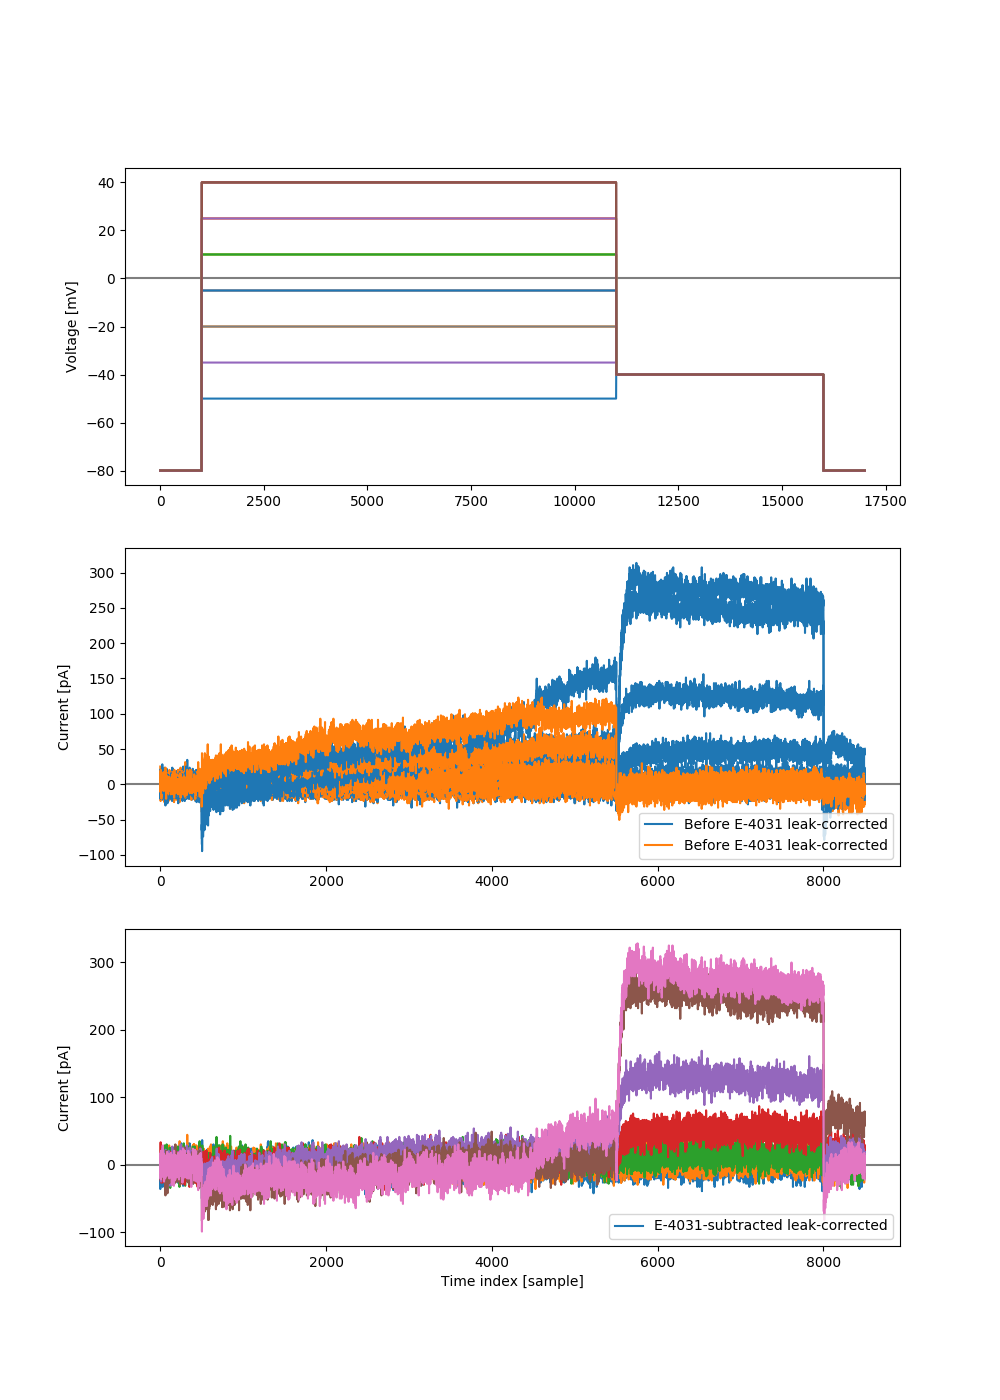 Voltage [mV]
40
20
0
−20
−40
−60
−80
0 2500 5000 7500 10000 12500 15000 17500
Current [pA]
300
250
200
150
100
50
0
−50
−100
Before E-4031 leak-corrected
Before E-4031 leak-corrected
0 2000 4000 6000 8000
Current [pA]
300
200
100
0
−100
E-4031-subtracted leak-corrected
0 2000 4000 6000 8000
Time index [sample]